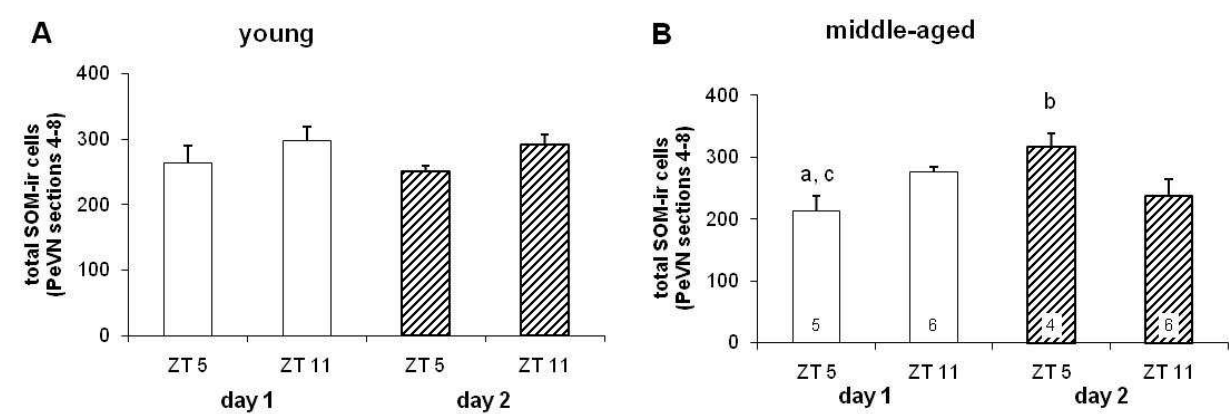 A
young
total SOM-ir cells
(PeVN sections 4-8)
400
300
200
100
0
ZT 5
ZT 11
ZT 5
ZT 11
day 1
day 2
B
middle-aged
total SOM-ir cells
(PeVN sections 4-8)
400
300
200
100
0
a, c
b
5
6
4
6
ZT 5
ZT 11
ZT 5
ZT 11
day 1
day 2